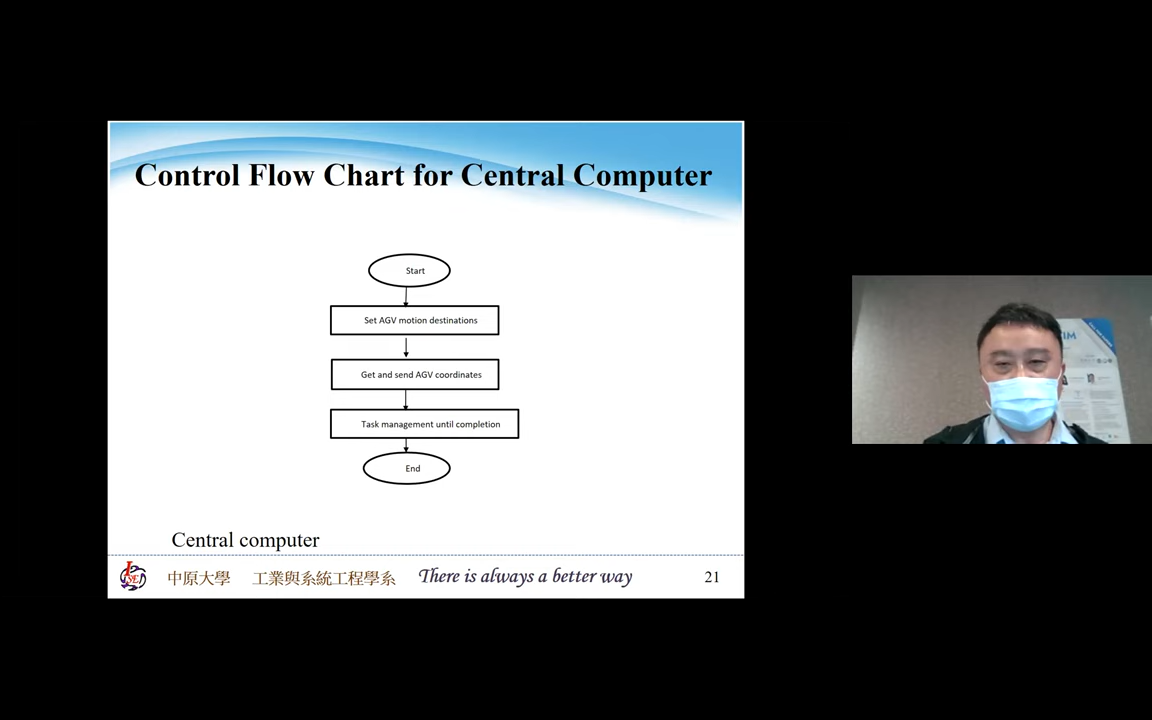 Control Flow Chart for Central Computer
Start
Set AGV motion destinations
Get and send AGV coordinates
Task management until completion
End
Central computer
中原大學 工業與系統工程學系 There is always a better way 21